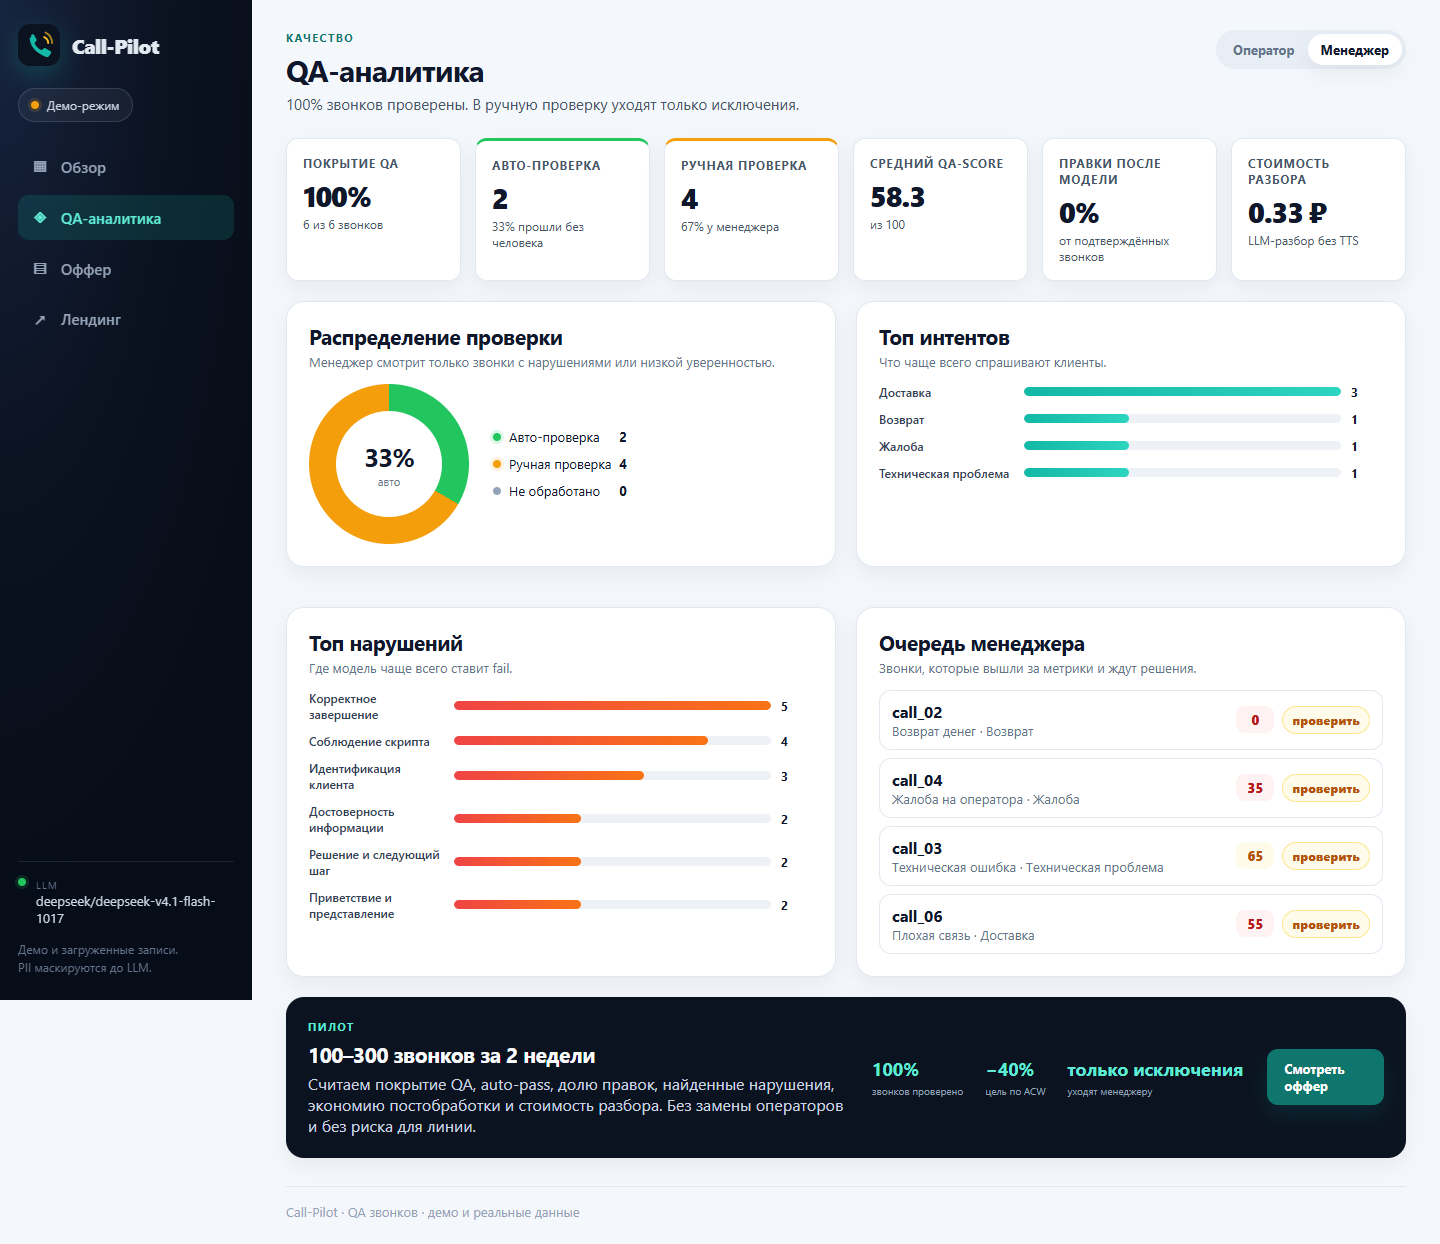 Call-Pilot
Демо-режим
Обзор
QA-аналитика
Оффер
Лендинг
LLM
deepseek/deepseek-v4.1-flash-
1017
Демо и загруженные записи.
PII маскируются до LLM.
КАЧЕСТВО
QA-аналитика
100% звонков проверены. В ручную проверку уходят только исключения.
Оператор
Менеджер
ПОКРЫТИЕ QA
100%
6 из 6 звонков
АВТО-ПРОВЕРКА
2
33% прошли без
человека
РУЧНАЯ ПРОВЕРКА
4
67% у менеджера
СРЕДНИЙ QA-SCORE
58.3
из 100
ПРАВКИ ПОСЛЕ
МОДЕЛИ
0%
от подтверждённых
звонков
СТОИМОСТЬ
РАЗБОРА
0.33 ₽
LLM-разбор без TTS
Распределение проверки
Менеджер смотрит только звонки с нарушениями или низкой уверенностью.
33%
авто
Авто-проверка 2
Ручная проверка 4
Не обработано 0
Топ интентов
Что чаще всего спрашивают клиенты.
Доставка 3
Возврат 1
Жалоба 1
Техническая проблема 1
Топ нарушений
Где модель чаще всего ставит fail.
Корректное
завершение 5
Соблюдение скрипта 4
Идентификация
клиента 3
Достоверность
информации 2
Решение и следующий
шаг 2
Приветствие и
представление 2
Очередь менеджера
Звонки, которые вышли за метрики и ждут решения.
call_02
Возврат денег · Возврат
0 проверить
call_04
Жалоба на оператора · Жалоба
35 проверить
call_03
Техническая ошибка · Техническая проблема
65 проверить
call_06
Плохая связь · Доставка
55 проверить
ПИЛОТ
100–300 звонков за 2 недели
Считаем покрытие QA, auto-pass, долю правок, найденные нарушения,
экономию постобработки и стоимость разбора. Без замены операторов
и без риска для линии.
100%
звонков проверено
−40%
цель по ACW
только исключения
уходят менеджеру
Смотреть
оффер
Call-Pilot · QA звонков · демо и реальные данные